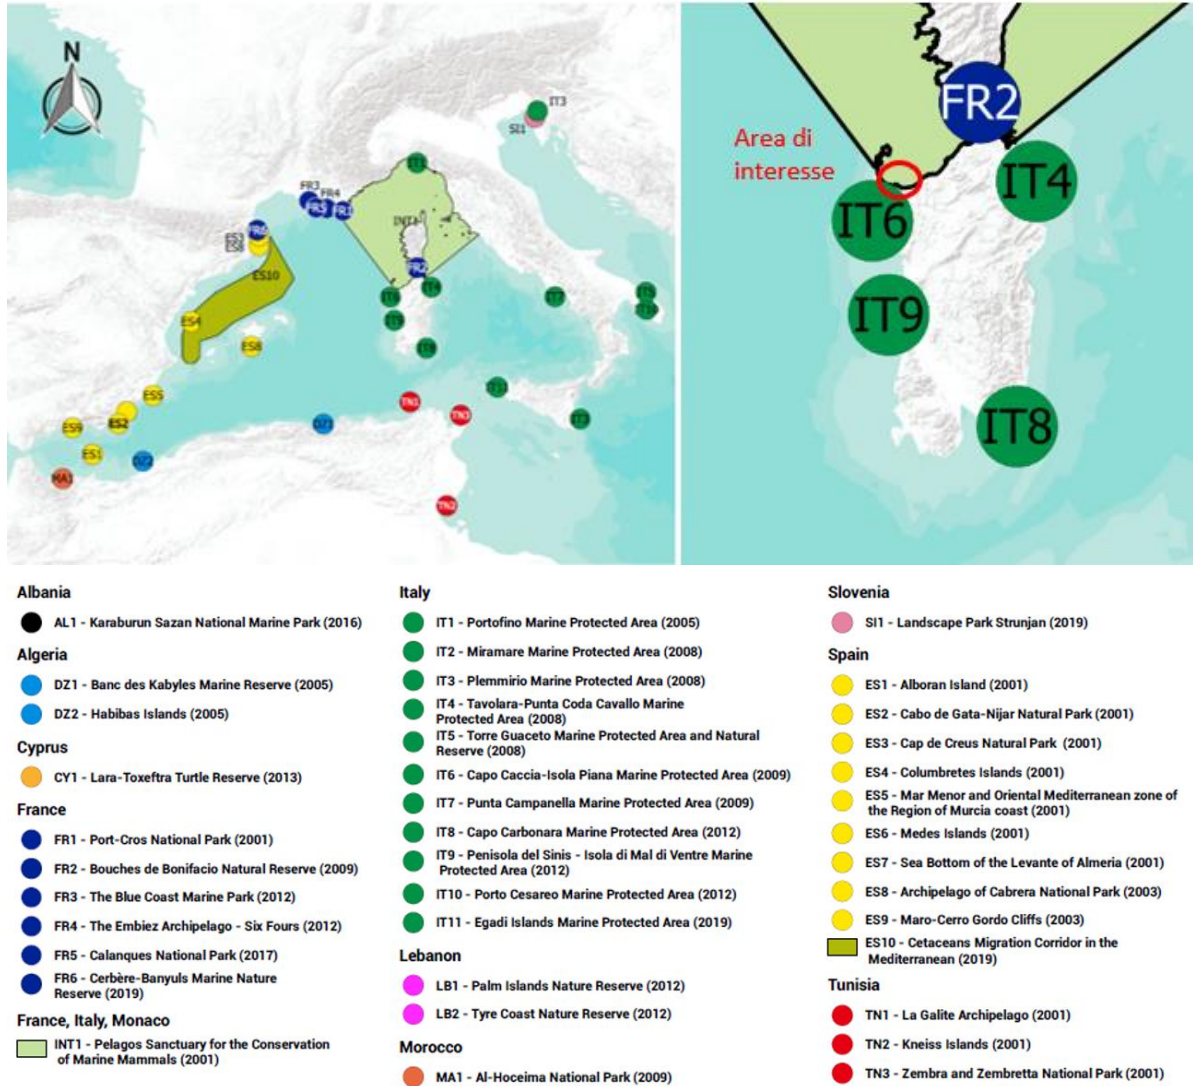 N
IT3
SI1
IT1
FR3
FR4
FR5
FR1
INT1
FR6
ES3
ES10
FR2
IT4
IT6
IT9
IT8
IT7
IT5
IT10
ES4
ES8
ES5
ES2
ES9
ES1
DZ1
DZ2
MA1
TN1
TN3
TN2
IT11
IT3
Area di
interesse
FR2
IT4
IT6
IT9
IT8
Albania
AL1 - Karaburun Sazan National Marine Park (2016)
Algeria
DZ1 - Banc des Kabyles Marine Reserve (2005)
DZ2 - Habibas Islands (2005)
Cyprus
CY1 - Lara-Toxeftra Turtle Reserve (2013)
France
FR1 - Port-Cros National Park (2001)
FR2 - Bouches de Bonifacio Natural Reserve (2009)
FR3 - The Blue Coast Marine Park (2012)
FR4 - The Embiez Archipelago - Six Fours (2012)
FR5 - Calanques National Park (2017)
FR6 - Cerbère-Banyuls Marine Nature
Reserve (2019)
France, Italy, Monaco
INT1 - Pelagos Sanctuary for the Conservation
of Marine Mammals (2001)
Italy
IT1 - Portofino Marine Protected Area (2005)
IT2 - Miramare Marine Protected Area (2008)
IT3 - Plemmirio Marine Protected Area (2008)
IT4 - Tavolara-Punta Coda Cavallo Marine
Protected Area (2008)
IT5 - Torre Guaceto Marine Protected Area and Natural
Reserve (2008)
IT6 - Capo Caccia-Isola Piana Marine Protected Area (2009)
IT7 - Punta Campanella Marine Protected Area (2009)
IT8 - Capo Carbonara Marine Protected Area (2012)
IT9 - Penisola del Sinis - Isola di Mal di Ventre Marine
Protected Area (2012)
IT10 - Porto Cesareo Marine Protected Area (2012)
IT11 - Egadi Islands Marine Protected Area (2019)
Lebanon
LB1 - Palm Islands Nature Reserve (2012)
LB2 - Tyre Coast Nature Reserve (2012)
Morocco
MA1 - Al-Hoceima National Park (2009)
Slovenia
SI1 - Landscape Park Strunjan (2019)
Spain
ES1 - Alboran Island (2001)
ES2 - Cabo de Gata-Nijar Natural Park (2001)
ES3 - Cap de Creus Natural Park (2001)
ES4 - Columbretes Islands (2001)
ES5 - Mar Menor and Oriental Mediterranean zone of
the Region of Murcia coast (2001)
ES6 - Medes Islands (2001)
ES7 - Sea Bottom of the Levante of Almeria (2001)
ES8 - Archipelago of Cabrera National Park (2003)
ES9 - Maro-Cerro Gordo Cliffs (2003)
ES10 - Cetaceans Migration Corridor in the
Mediterranean (2019)
Tunisia
TN1 - La Galite Archipelago (2001)
TN2 - Kneiss Islands (2001)
TN3 - Zembra and Zembretta National Park (2001)